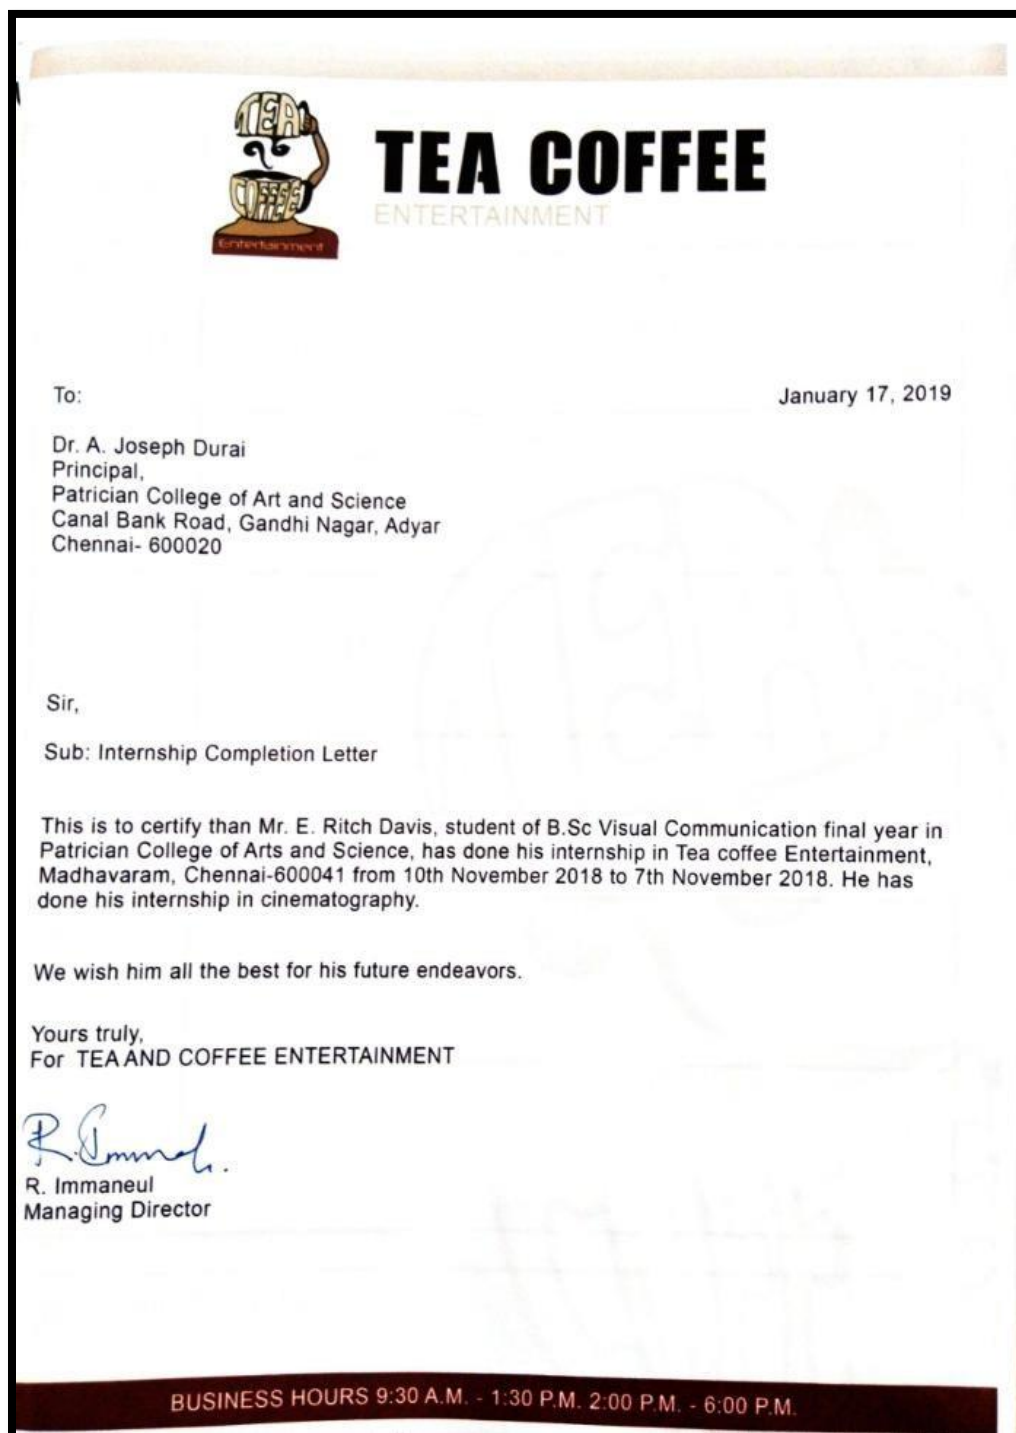 TEA
COFFEE
Entertainment
TEA COFFEE
ENTERTAINMENT
To:
January 17, 2019
Dr. A. Joseph Durai
Principal,
Patrician College of Art and Science
Canal Bank Road, Gandhi Nagar, Adyar
Chennai- 600020
Sir,
Sub: Internship Completion Letter
This is to certify than Mr. E. Ritch Davis, student of B.Sc Visual Communication final year in
Patrician College of Arts and Science, has done his internship in Tea coffee Entertainment,
Madhavaram, Chennai-600041 from 10th November 2018 to 7th November 2018. He has
done his internship in cinematography.
We wish him all the best for his future endeavors.
Yours truly,
For TEA AND COFFEE ENTERTAINMENT
R. Immaneul
Managing Director
BUSINESS HOURS 9:30 A.M. - 1:30 P.M. 2:00 P.M. - 6:00 P.M.